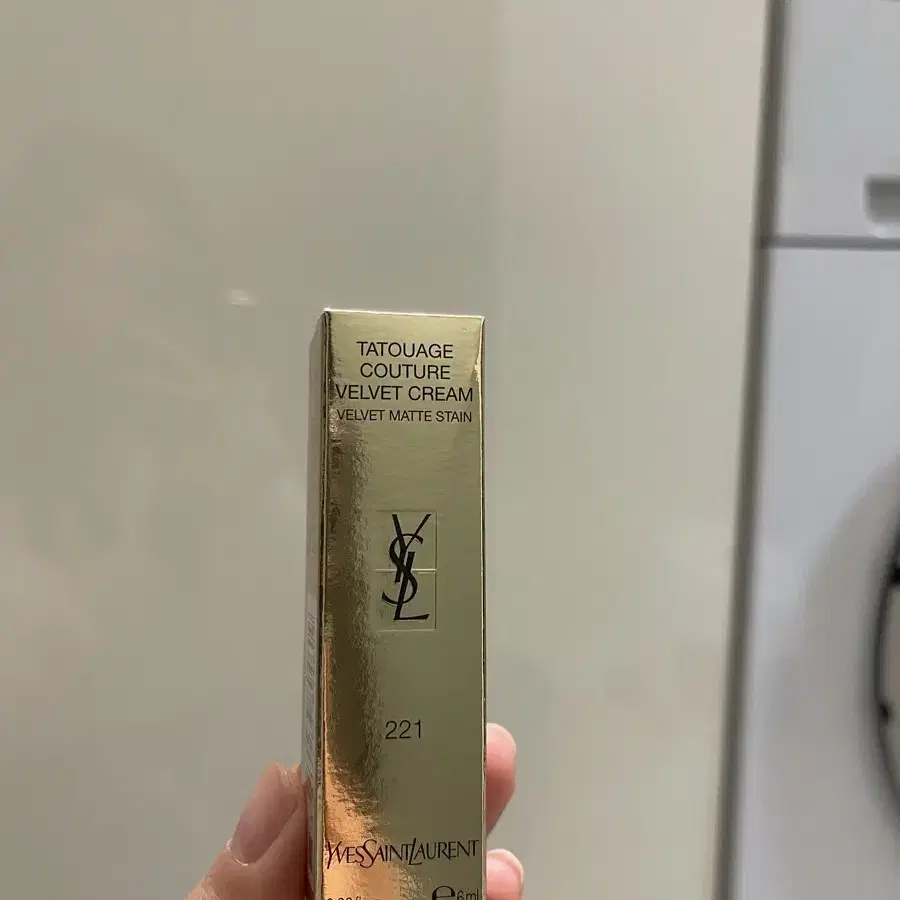 TATOUAGE
COUTURE
VELVET CREAM
VELVET MATTE STAIN
YSL
221
YVESSAINTLAURENT
℮ 6ml